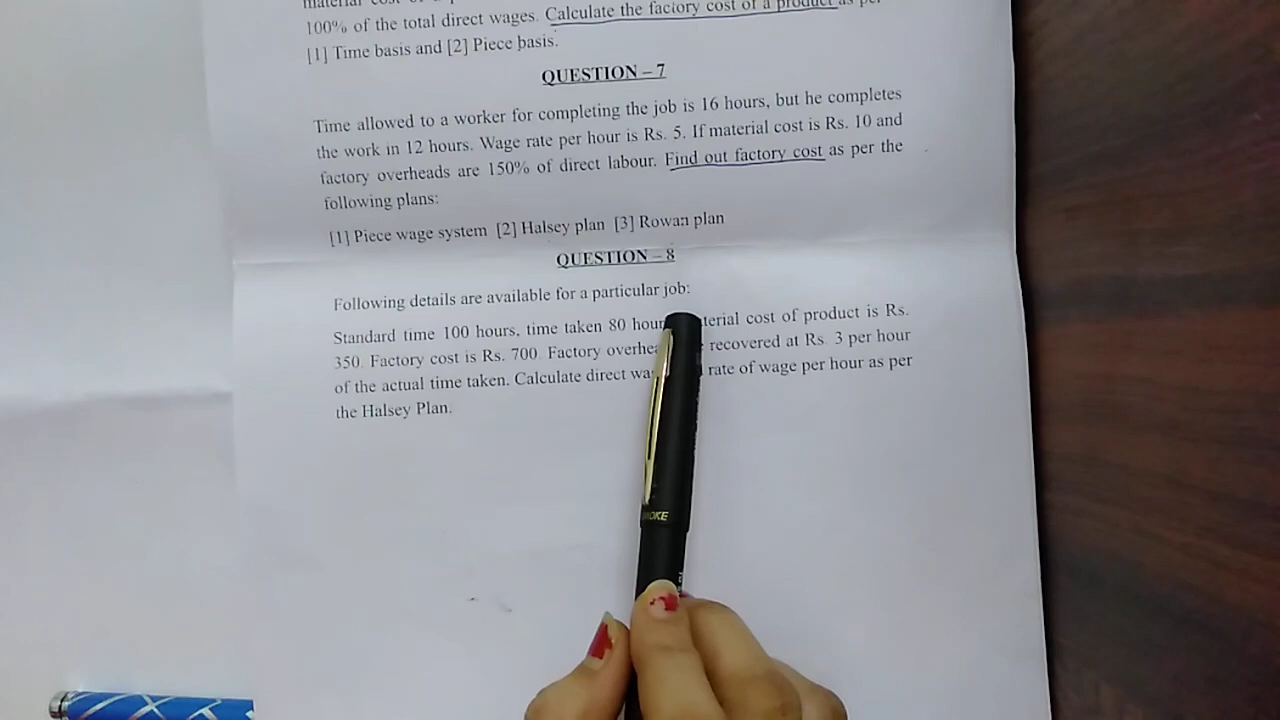 100% of the total direct wages. Calculate the factory cost of a product as per
[1] Time basis and [2] Piece basis.
QUESTION – 7
Time allowed to a worker for completing the job is 16 hours, but he completes
the work in 12 hours. Wage rate per hour is Rs. 5. If material cost is Rs. 10 and
factory overheads are 150% of direct labour. Find out factory cost as per the
following plans:
[1] Piece wage system [2] Halsey plan [3] Rowan plan
QUESTION – 8
Following details are available for a particular job:
Standard time 100 hours, time taken 80 cost of product is Rs.
350. Factory cost is Rs. 700. Factory recovered at Rs. 3 per hour
of the actual time taken. Calculate direct rate of wage per hour as per
the Halsey Plan.